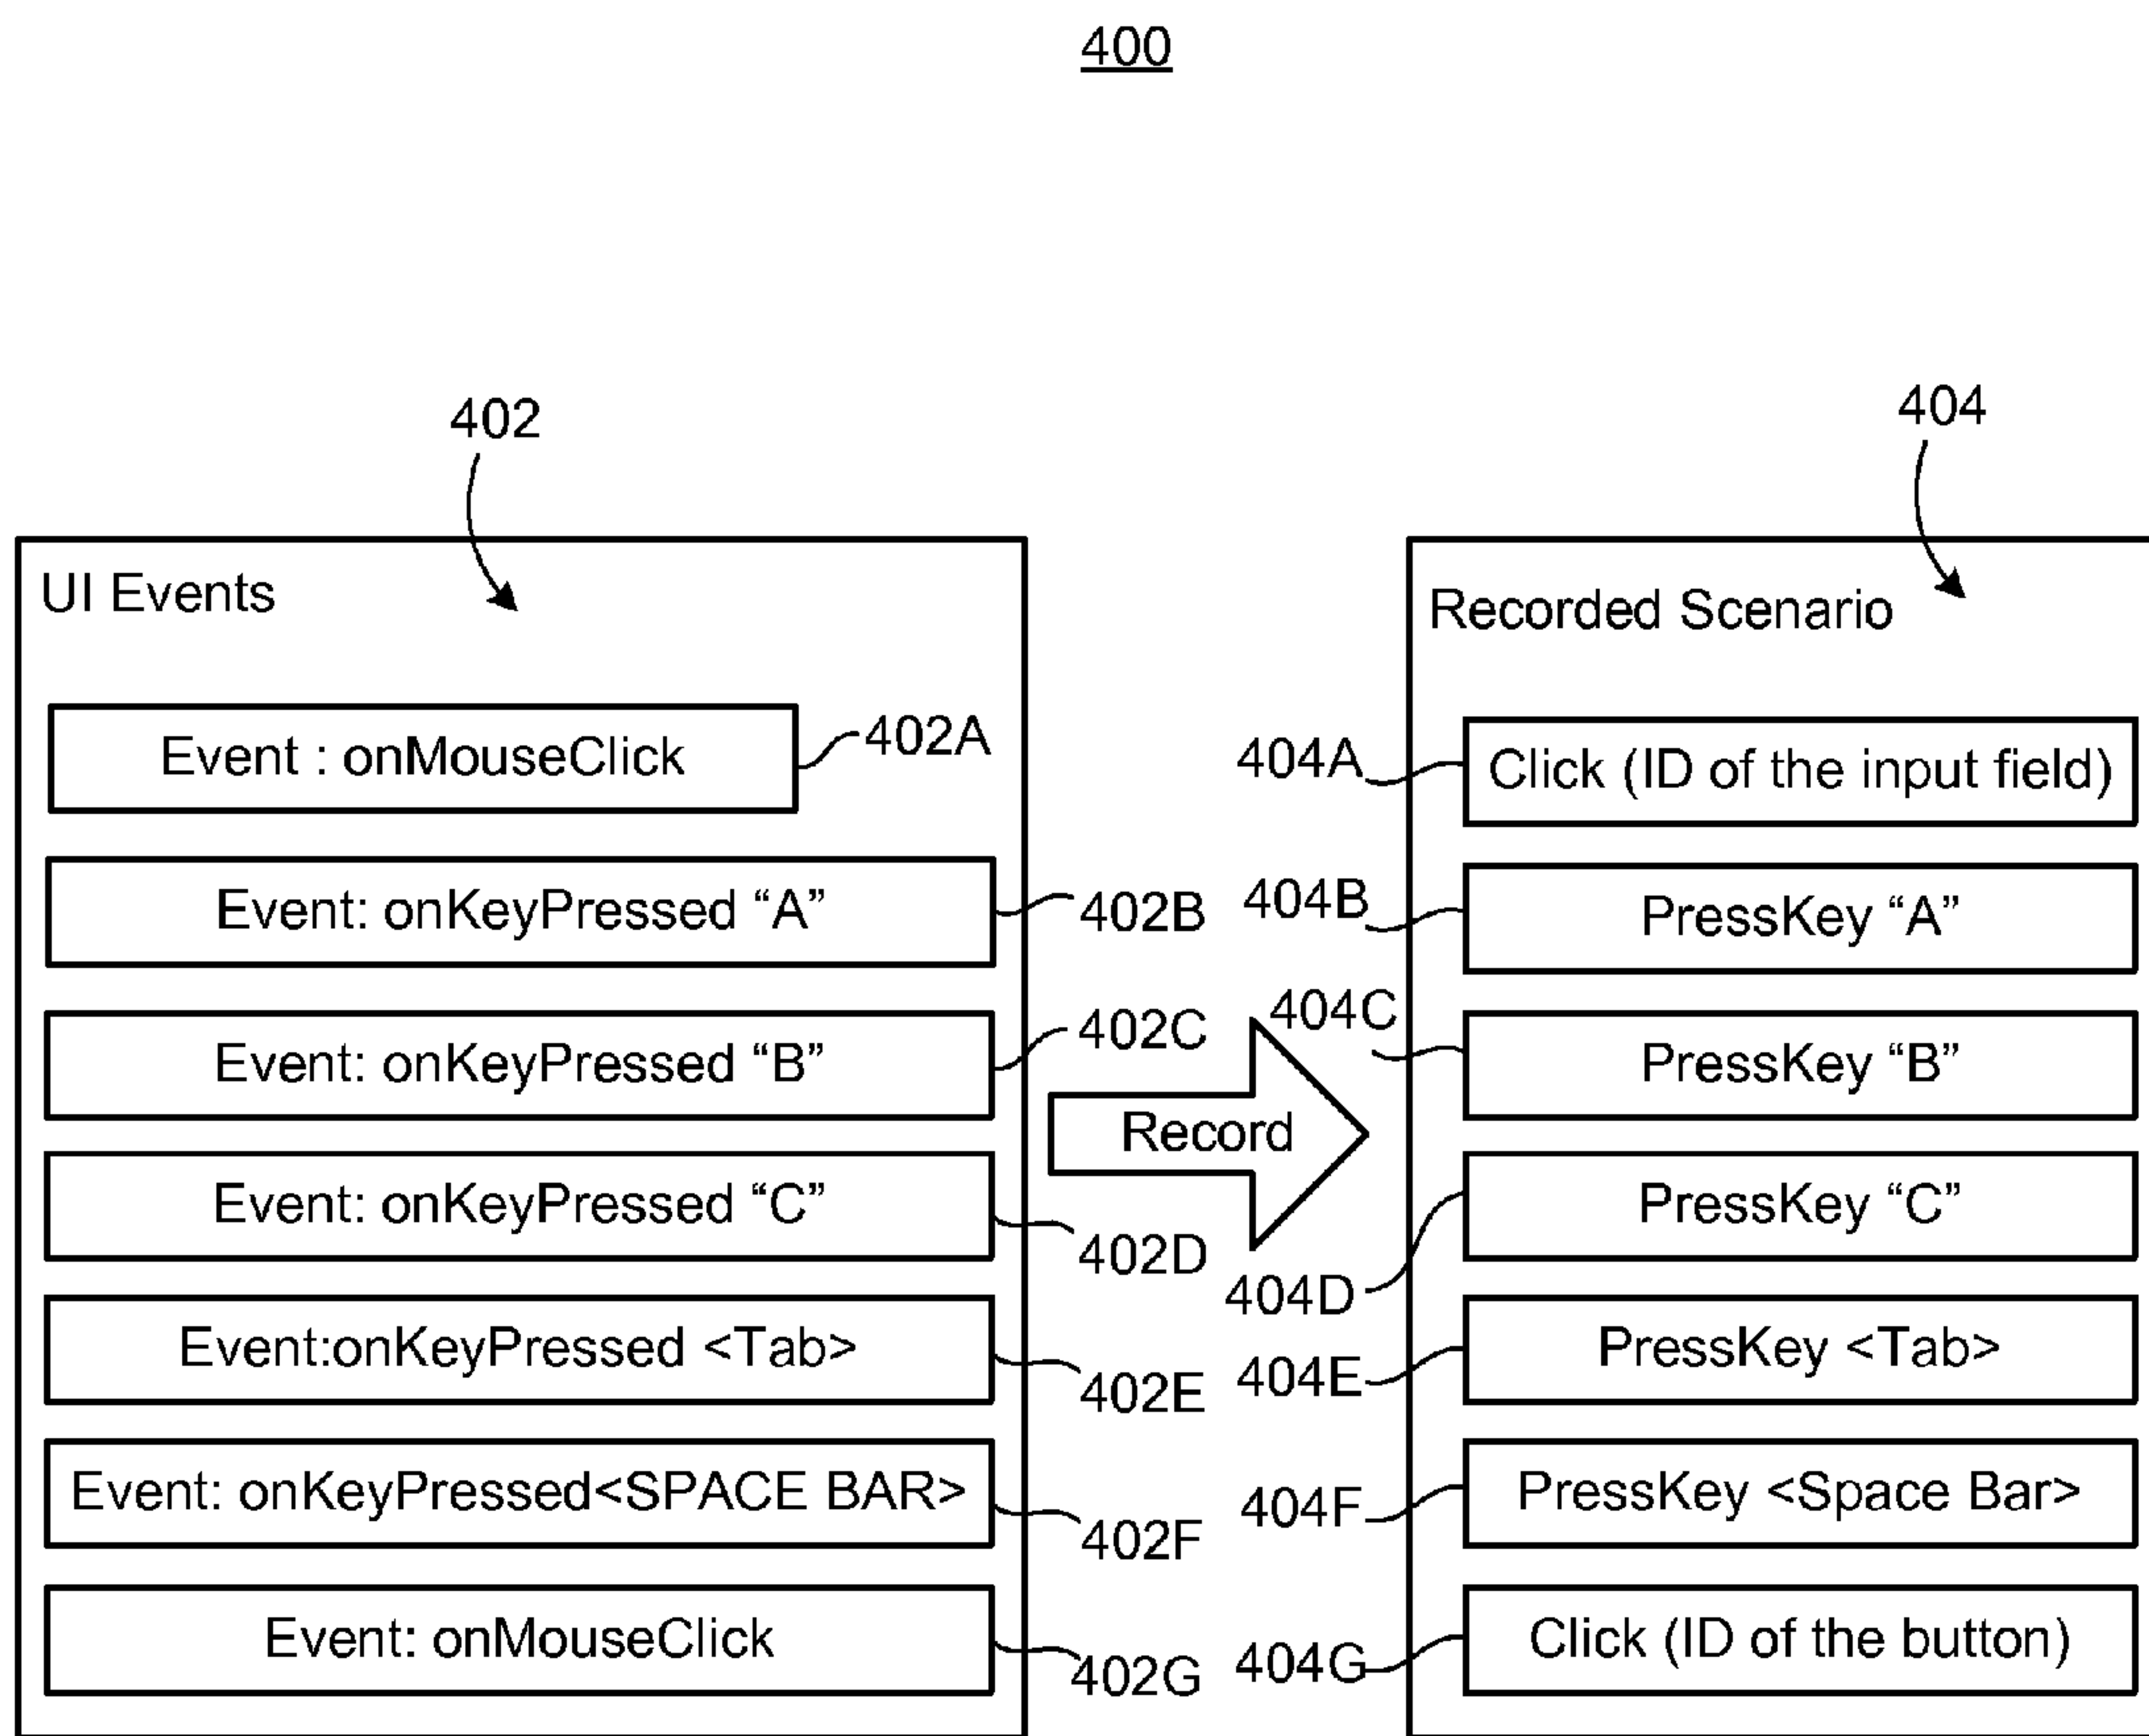 400
402
404
UI Events
Recorded Scenario
Event : onMouseClick
402A
404A
Click (ID of the input field)
Event: onKeyPressed “A”
402B
404B
PressKey “A”
Event: onKeyPressed “B”
402C
404C
PressKey “B”
Record
Event: onKeyPressed “C”
402D
404D
PressKey “C”
Event:onKeyPressed <Tab>
402E
404E
PressKey <Tab>
Event: onKeyPressed<SPACE BAR>
402F
404F
PressKey <Space Bar>
Event: onMouseClick
402G
404G
Click (ID of the button)